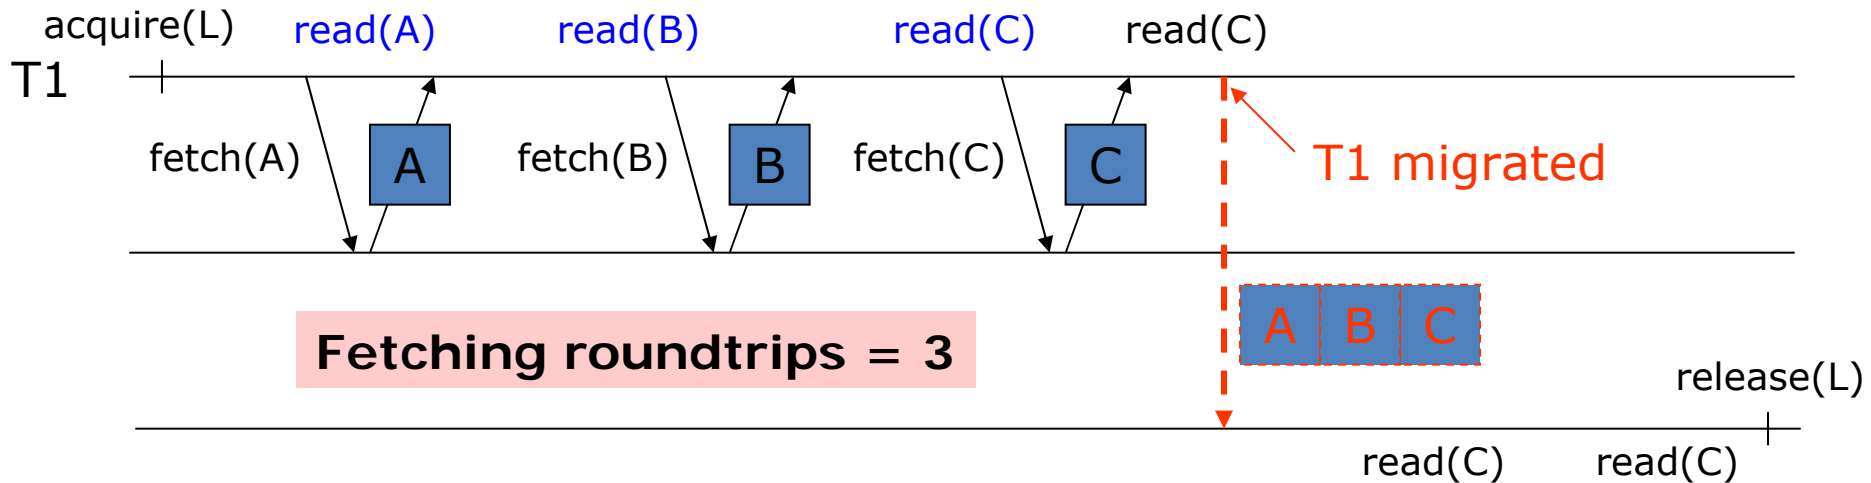 acquire(L) read(A) read(B) read(C) read(C)
T1
fetch(A) A fetch(B) B fetch(C) C T1 migrated
A B C
Fetching roundtrips = 3
release(L)
read(C) read(C)